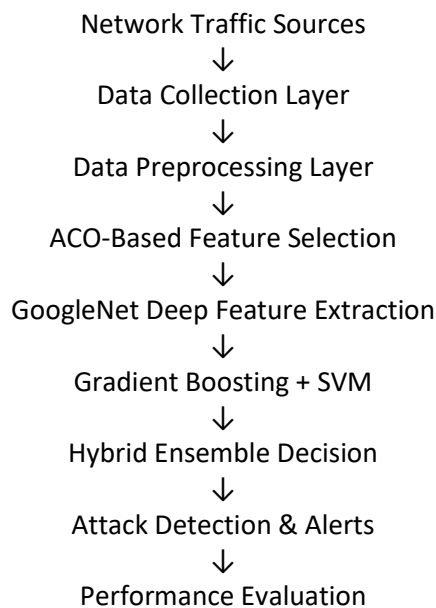 Network Traffic Sources
↓
Data Collection Layer
↓
Data Preprocessing Layer
↓
ACO-Based Feature Selection
↓
GoogleNet Deep Feature Extraction
↓
Gradient Boosting + SVM
↓
Hybrid Ensemble Decision
↓
Attack Detection & Alerts
↓
Performance Evaluation